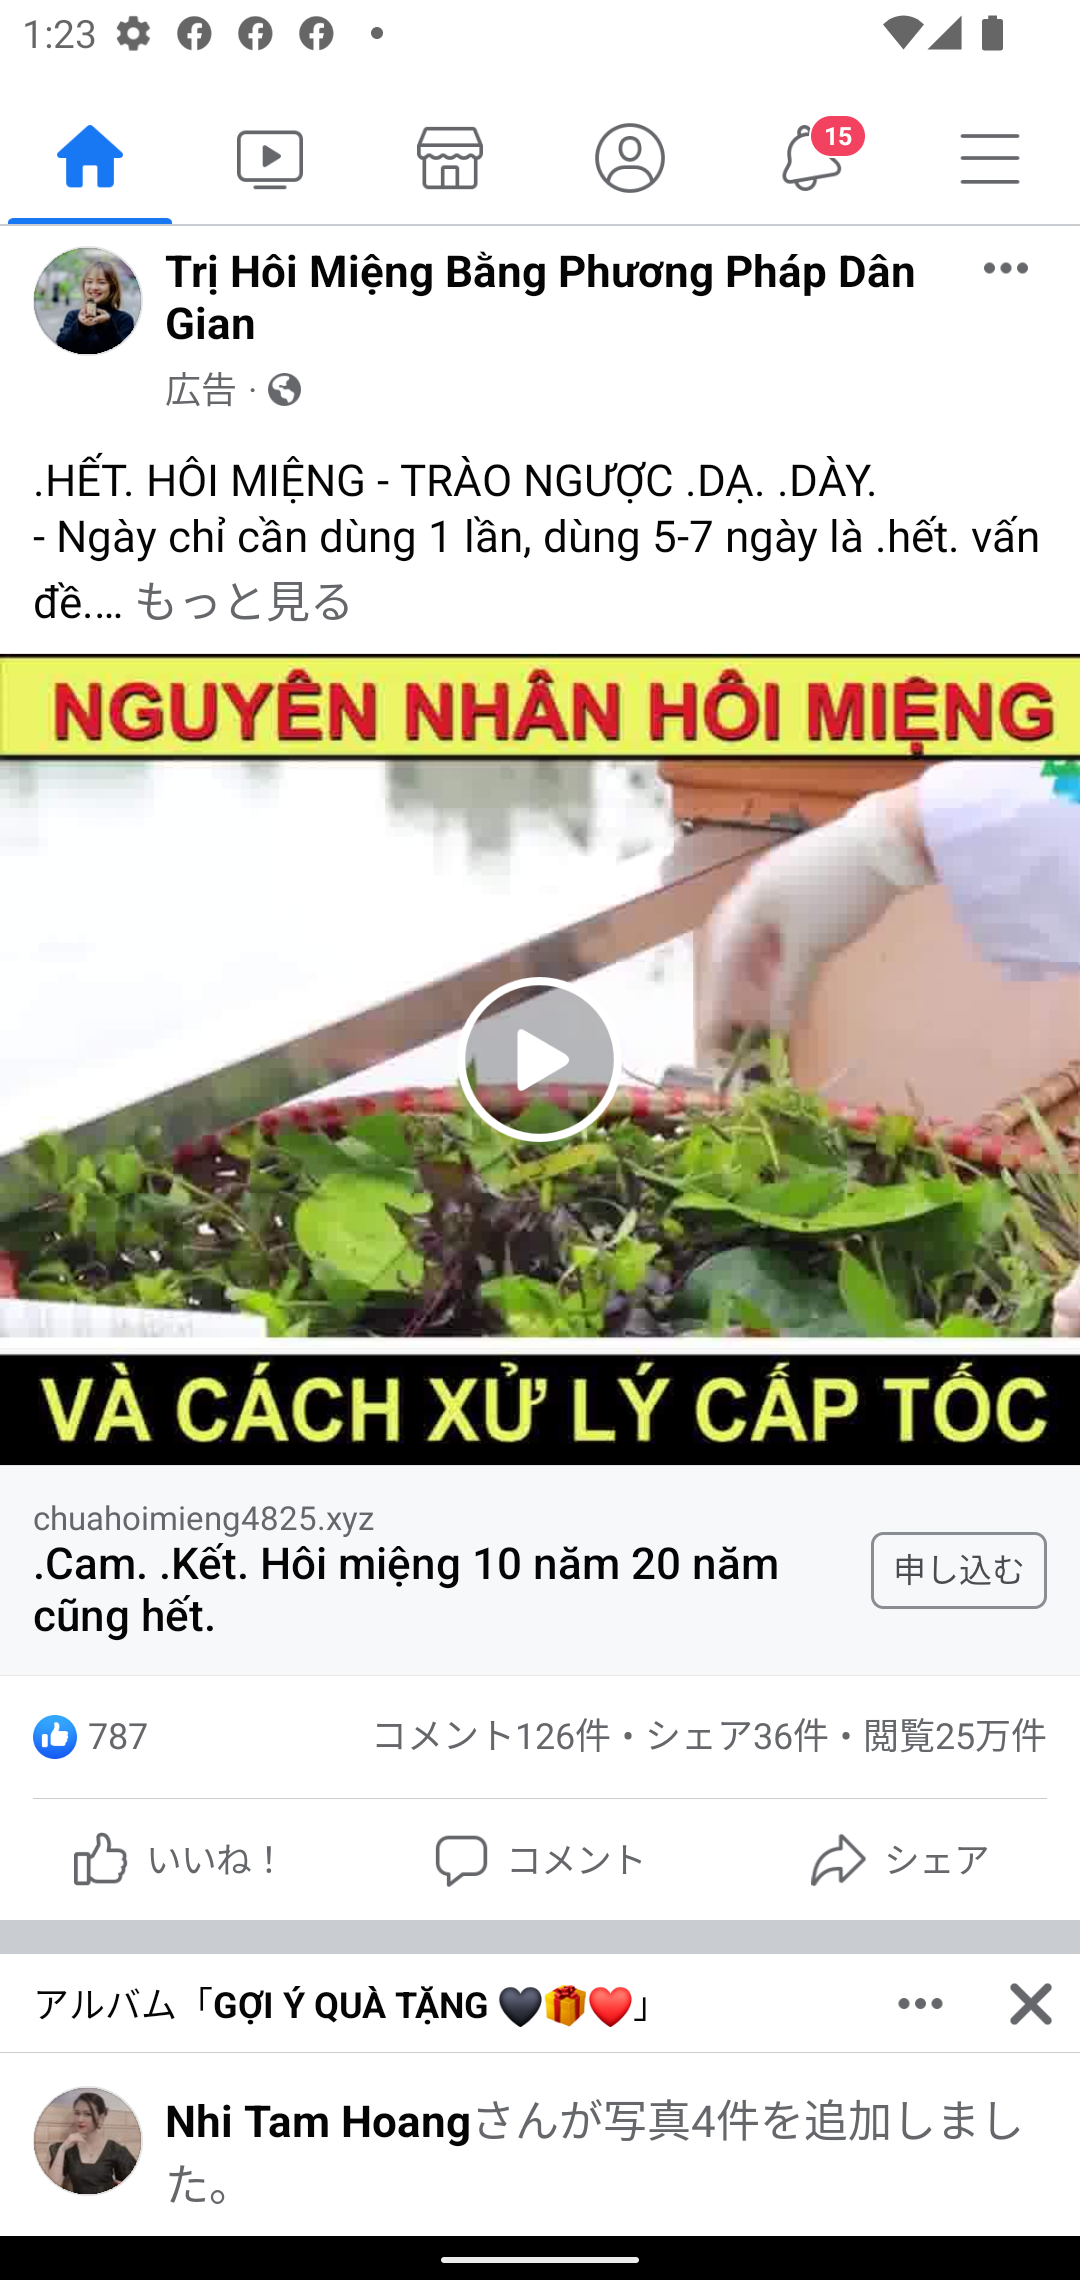 1:23
15
Trị Hôi Miệng Bằng Phương Pháp Dân
Gian
広告 ·
.HẾT. HÔI MIỆNG - TRÀO NGƯỢC .DẠ. .DÀY.
- Ngày chỉ cần dùng 1 lần, dùng 5-7 ngày là .hết. vấn
đề.... もっと見る
NGUYÊN NHÂN HÔI MIỆNG
VÀ CÁCH XỬ LÝ CẤP TỐC
chuahoimieng4825.xyz
.Cam. .Kết. Hôi miệng 10 năm 20 năm
cũng hết.
申し込む
787
コメント126件・シェア36件・閲覧25万件
いいね！
コメント
シェア
アルバム「GỢI Ý QUÀ TẶNG 🖤🎁❤️」
Nhi Tam Hoangさんが写真4件を追加しまし
た。